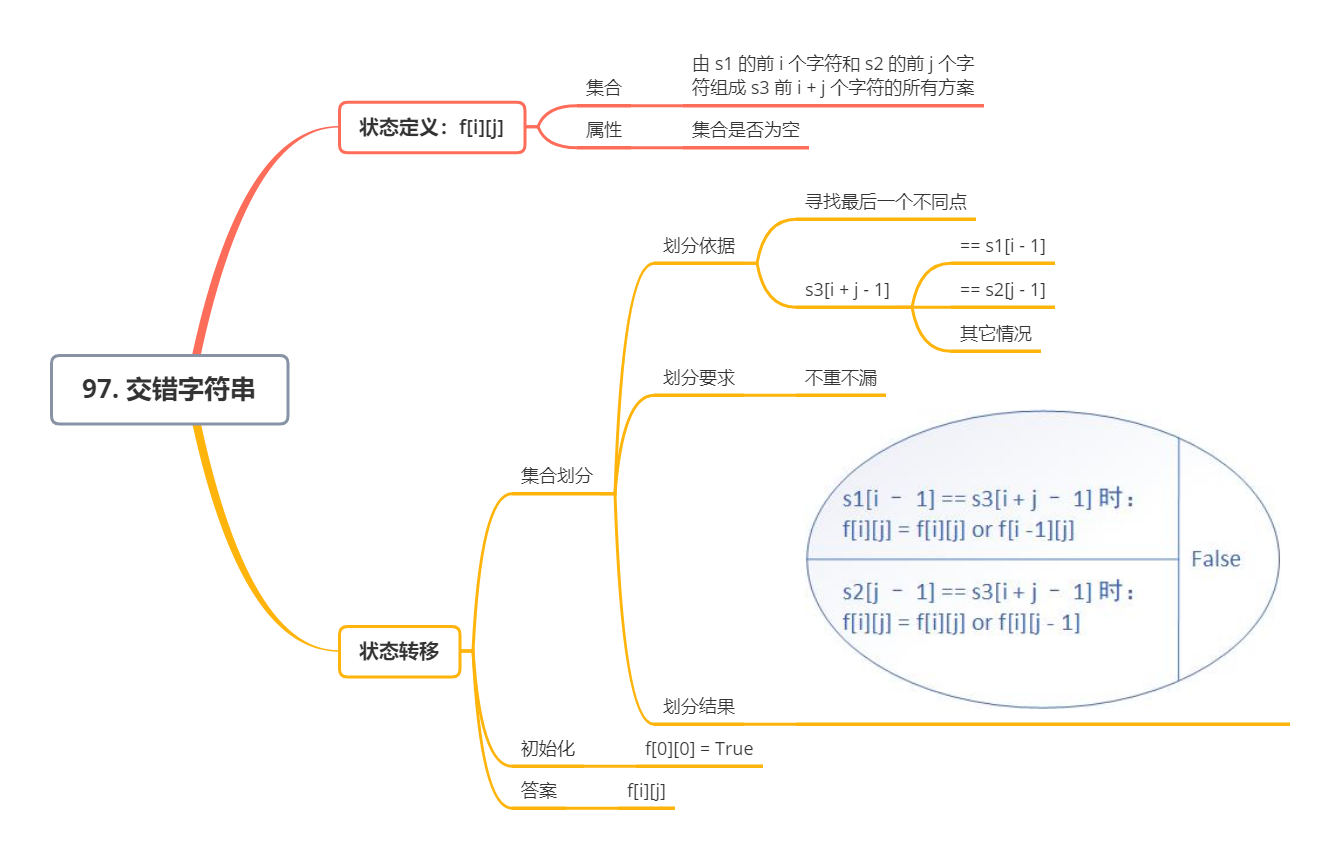 97. 交错字符串
状态定义：f[i][j]
集合
由 s1 的前 i 个字符和 s2 的前 j 个字
符组成 s3 前 i + j 个字符的所有方案
属性
集合是否为空
状态转移
集合划分
划分依据
寻找最后一个不同点
s3[i + j - 1]
== s1[i - 1]
== s2[j - 1]
其它情况
划分要求
不重不漏
划分结果
s1[i － 1] == s3[i + j － 1] 时：
f[i][j] = f[i][j] or f[i -1][j]
s2[j － 1] == s3[i + j － 1] 时：
f[i][j] = f[i][j] or f[i][j - 1]
False
初始化
f[0][0] = True
答案
f[i][j]